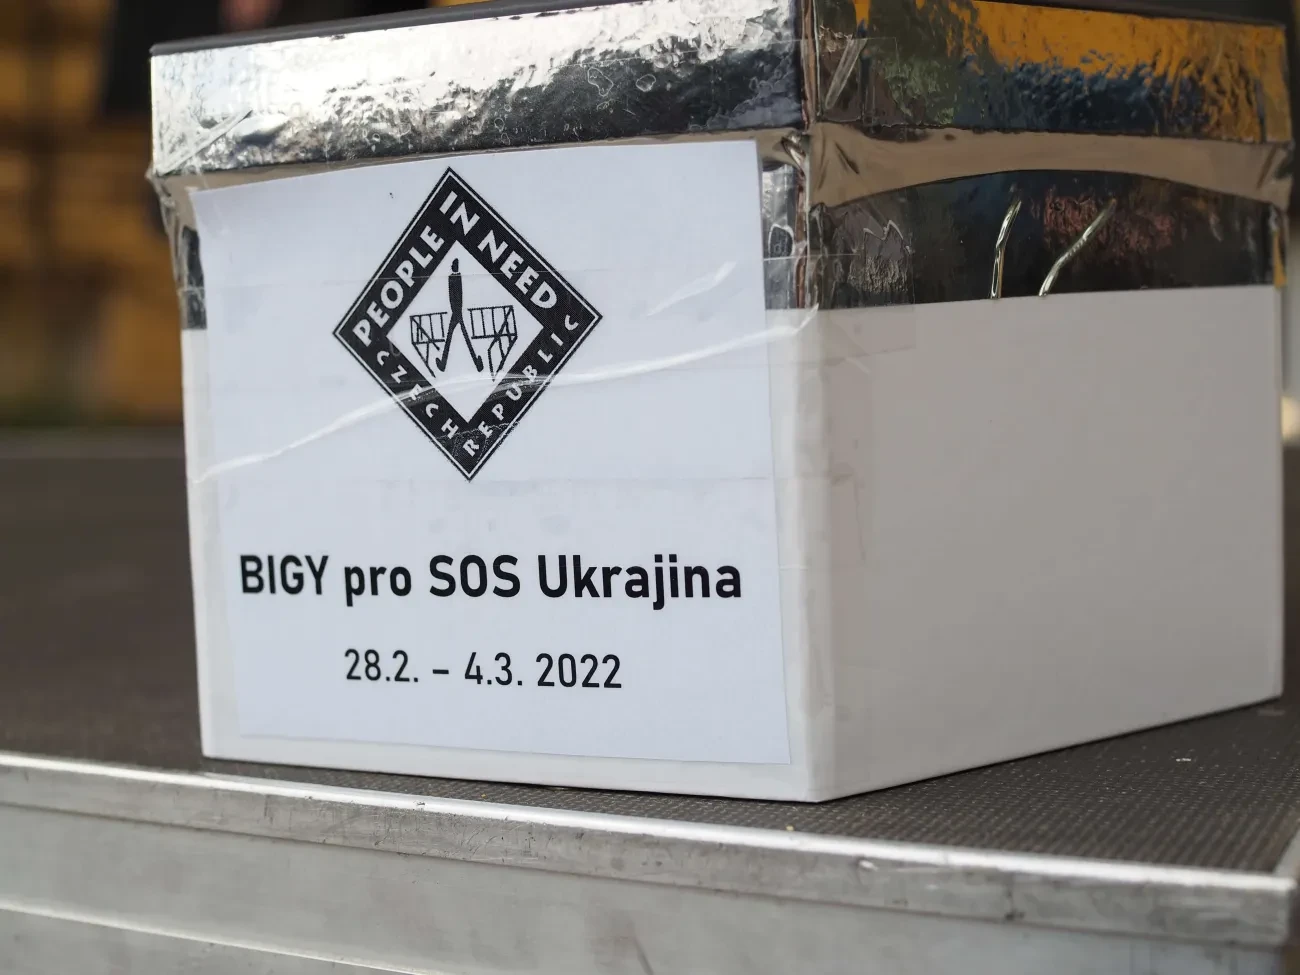 PEOPLE IN NEED
CZECH REPUBLIC
BIGY pro SOS Ukrajina
28.2. – 4.3. 2022